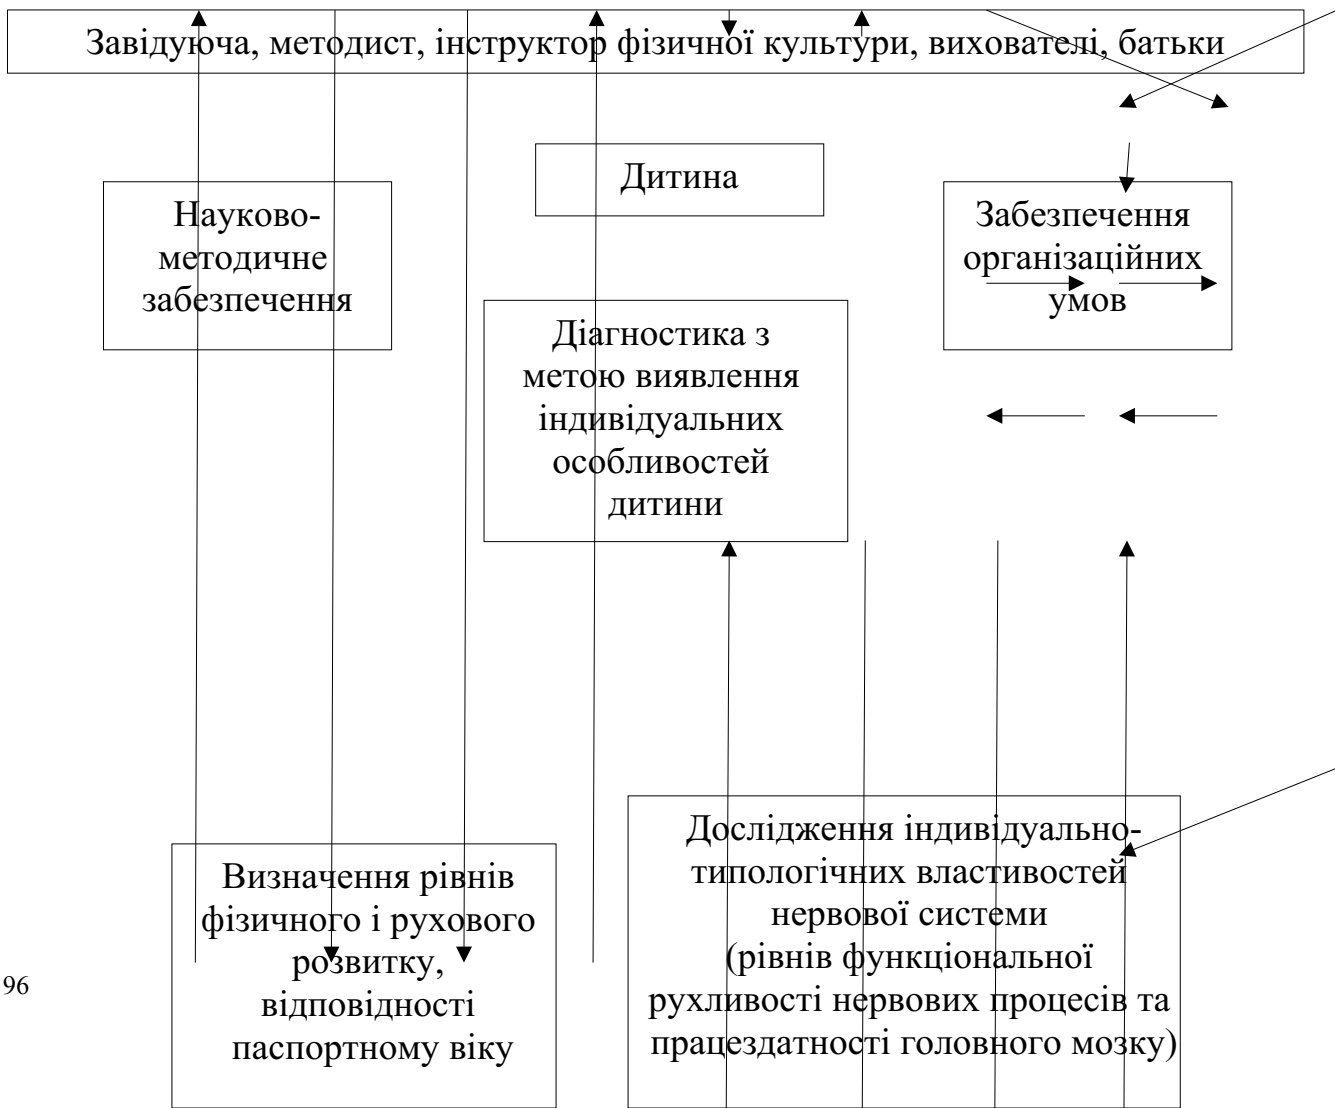 Завідуюча, методист, інструктор фізичної культури, вихователі, батьки
Дитина
Науково-
методичне
забезпечення
Забезпечення
організаційних
умов
Діагностика з
метою виявлення
індивідуальних
особливостей
дитини
Визначення рівнів
фізичного і рухового
розвитку,
відповідності
паспортному віку
Дослідження індивідуально-
типологічних властивостей
нервової системи
(рівнів функціональної
рухливості нервових процесів та
працездатності головного мозку)
96